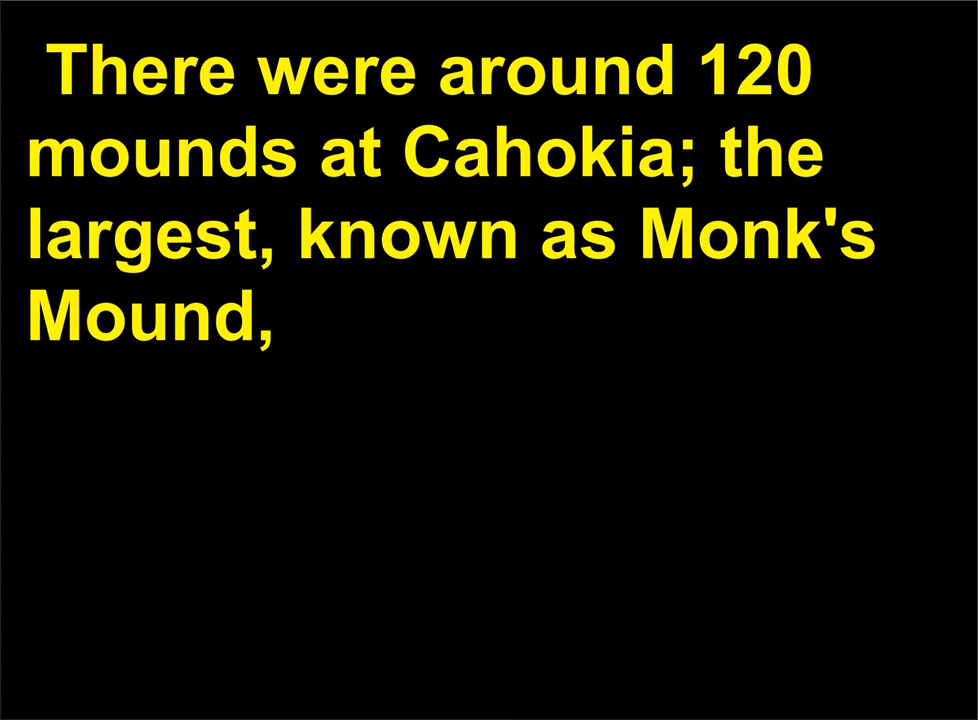 There were around 120
mounds at Cahokia; the
largest, known as Monk's
Mound,